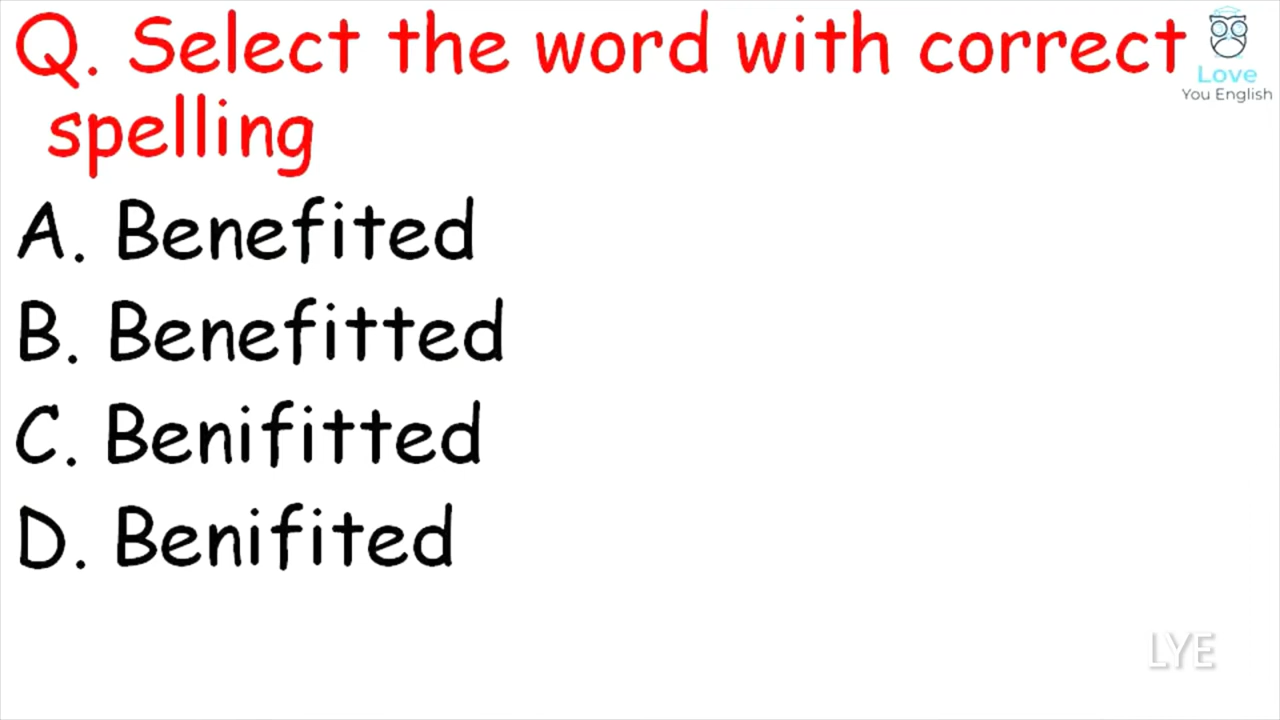 Q. Select the word with correct
spelling
Love
You English
A. Benefited
B. Benefitted
C. Benifitted
D. Benifited
LYE